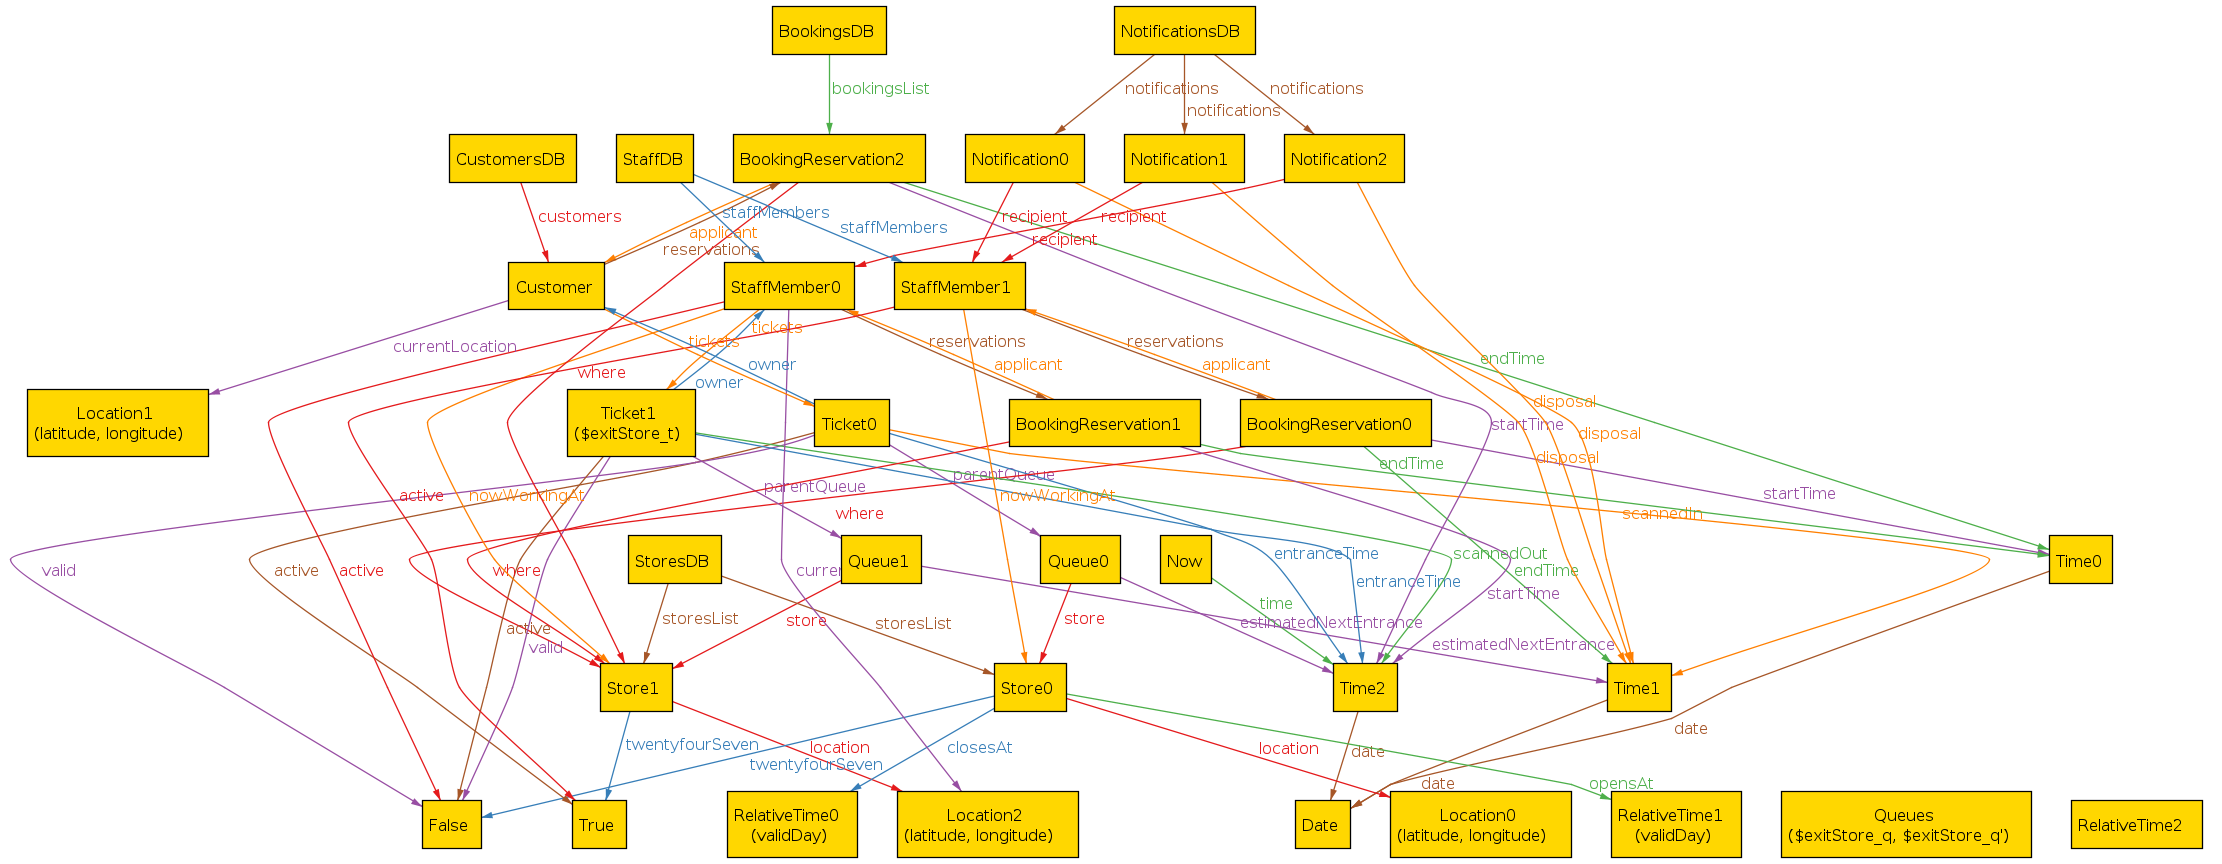 BookingsDB
NotificationsDB
bookingsList
notifications
notifications
notifications
CustomersDB
StaffDB
BookingReservation2
Notification0
Notification1
Notification2
customers
staffMembers
staffMembers
recipient
recipient
recipient
applicant
reservations
Customer
StaffMember0
StaffMember1
currentLocation
tickets
tickets
reservations
reservations
endTime
where
owner
owner
applicant
applicant
Location1
(latitude, longitude)
Ticket1
($exitStore_t)
Ticket0
BookingReservation1
BookingReservation0
disposal
startTime
disposal
disposal
endTime
active
nowWorkingAt
parentQueue
parentQueue
nowWorkingAt
startTime
where
scannedIn
valid
active
active
where
StoresDB
curren
Queue1
Queue0
Now
entranceTime
scannedOut
endTime
entranceTime
startTime
Time0
active
valid
storesList
store
storesList
store
time
estimatedNextEntrance
estimatedNextEntrance
Store1
Store0
Time2
Time1
twentyfourSeven
twentyfourSeven
location
closesAt
location
date
date
date
opensAt
False
True
RelativeTime0
(validDay)
Location2
(latitude, longitude)
Date
Location0
(latitude, longitude)
RelativeTime1
(validDay)
Queues
($exitStore_q, $exitStore_q')
RelativeTime2